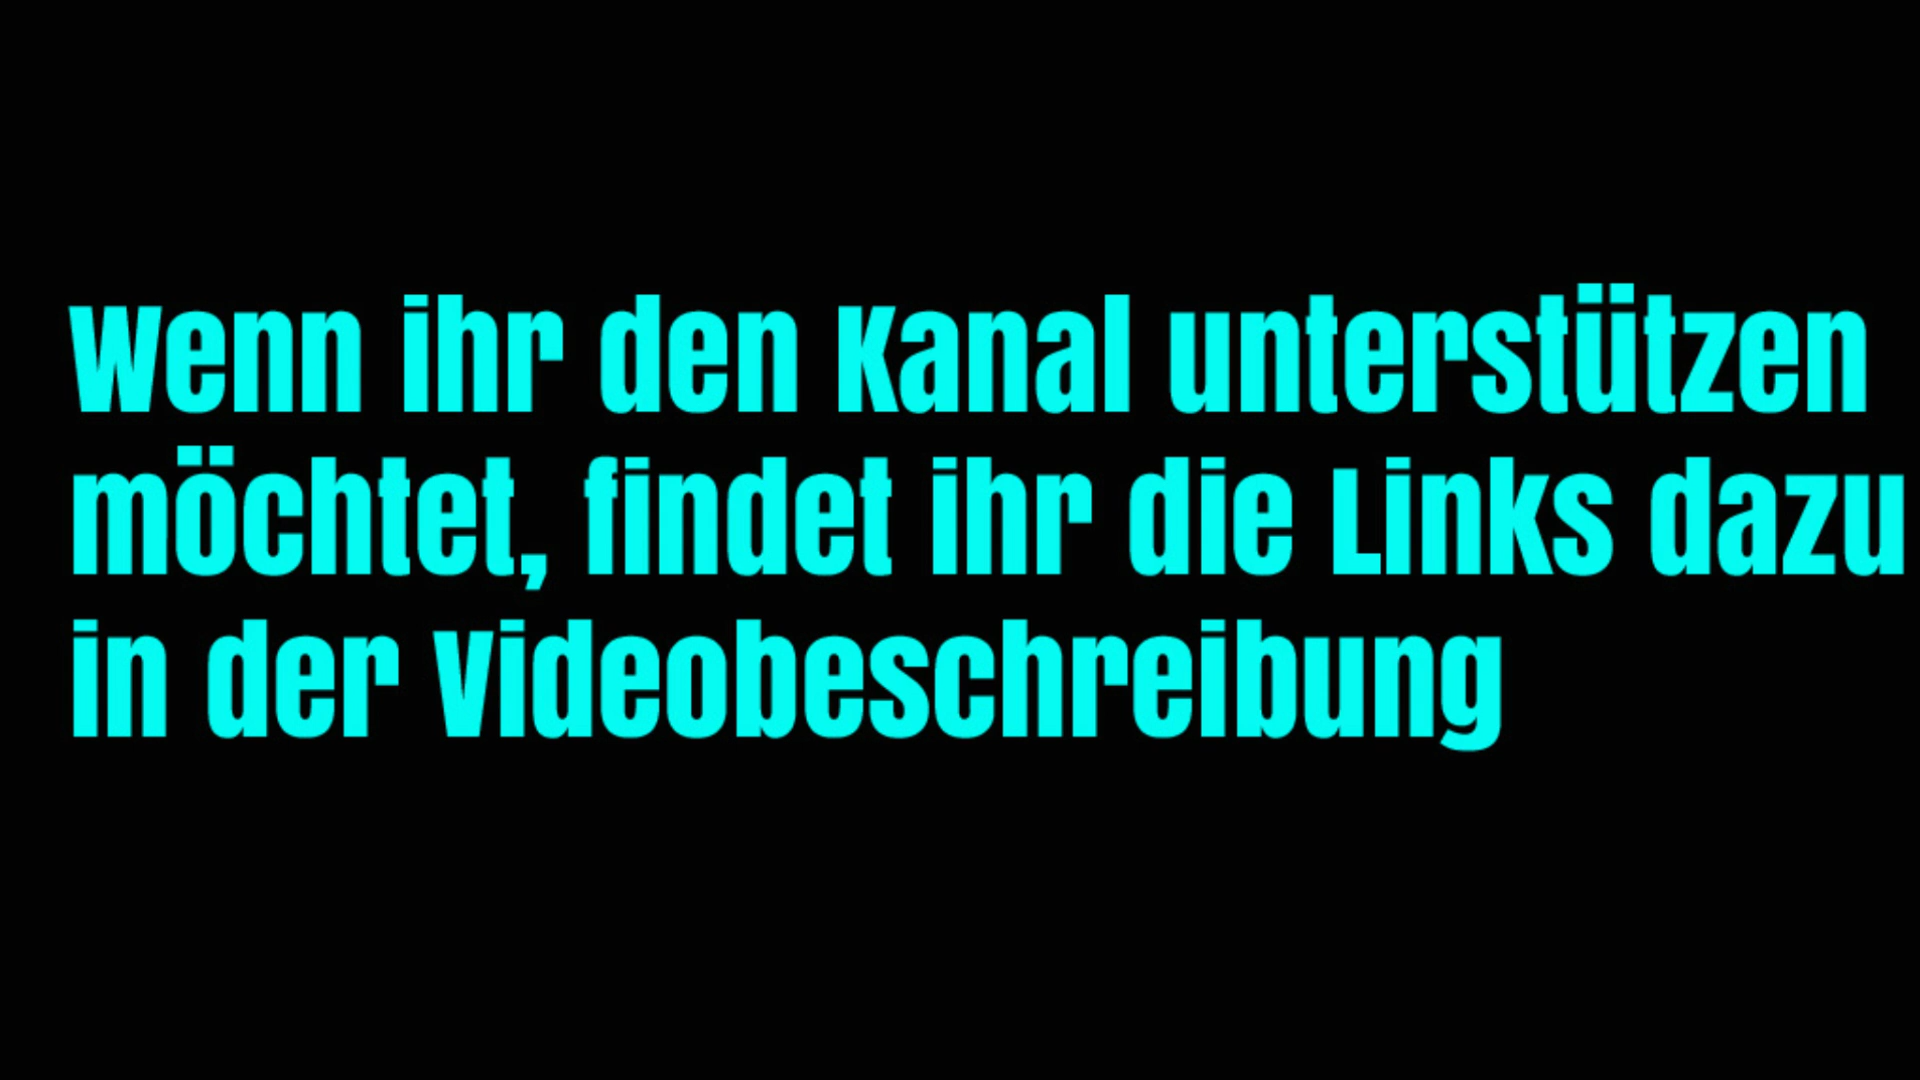 Wenn ihr den Kanal unterstützen
möchtet, findet ihr die Links dazu
in der Videobeschreibung